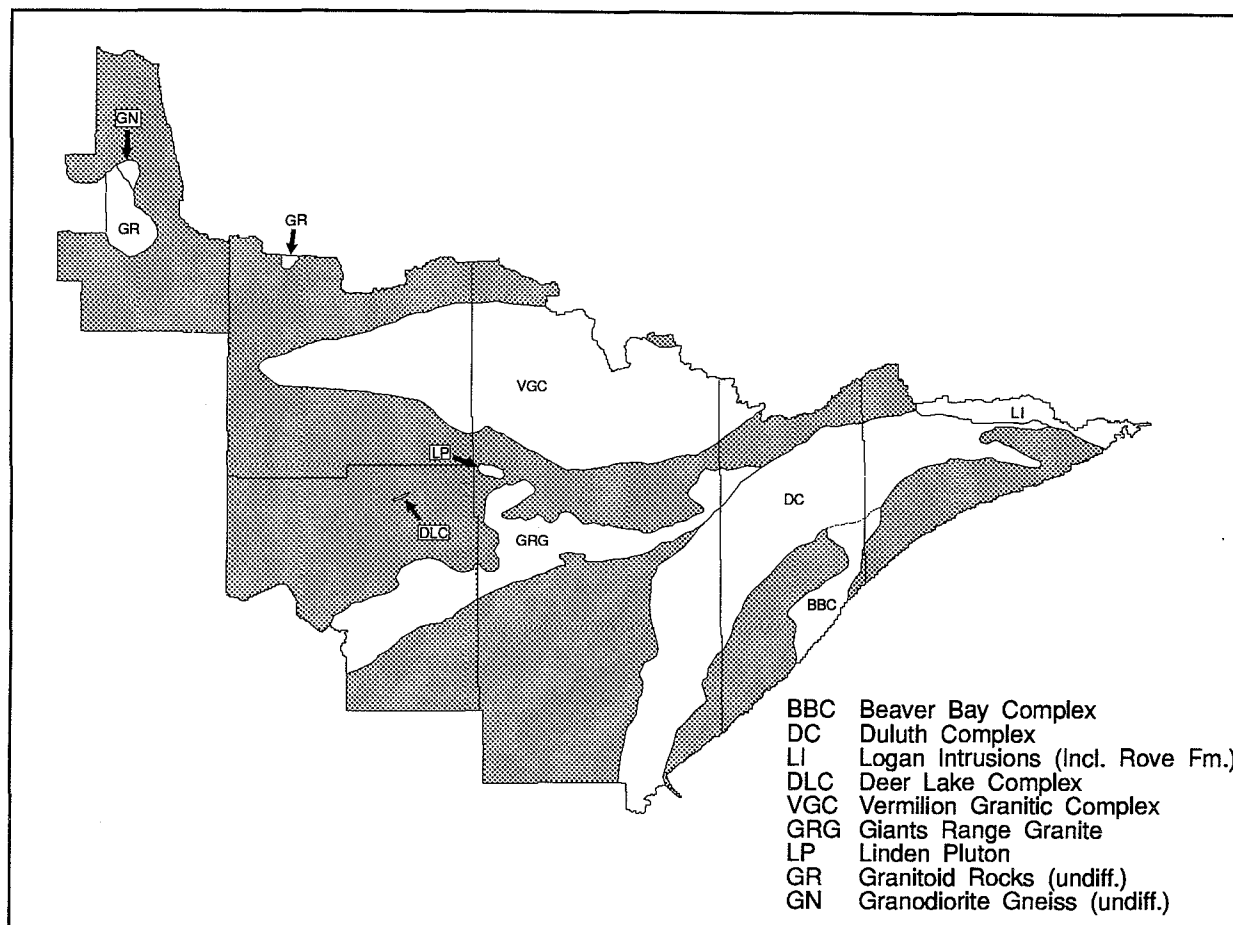 GN
GR
GR
VGC
LI
LP
DC
DLC
GRG
BBC
BBC Beaver Bay Complex
DC Duluth Complex
LI Logan Intrusions (Incl. Rove Fm.)
DLC Deer Lake Complex
VGC Vermilion Granitic Complex
GRG Giants Range Granite
LP Linden Pluton
GR Granitoid Rocks (undiff.)
GN Granodiorite Gneiss (undiff.)